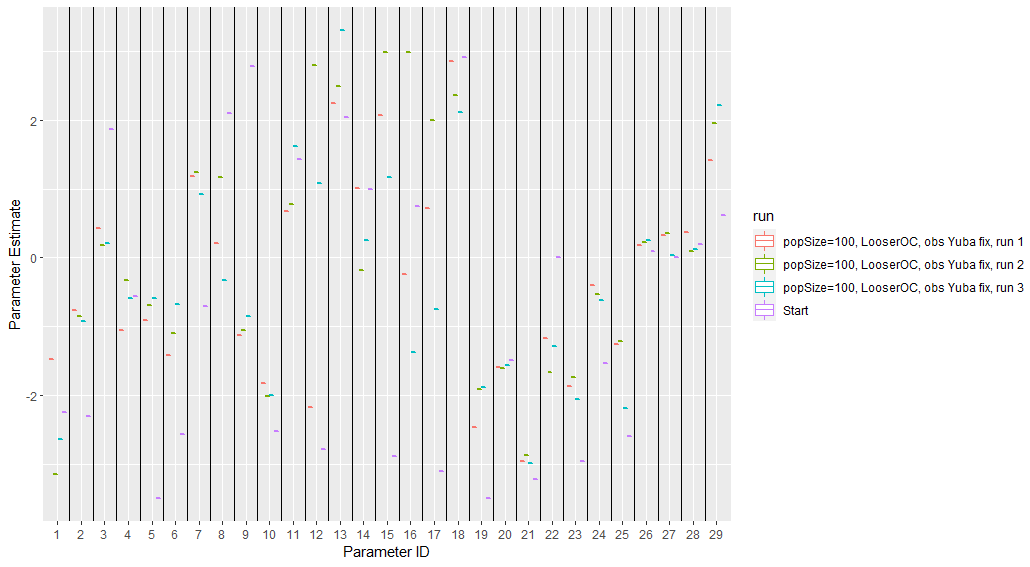 Parameter Estimate
2
0
-2
1 2 3 4 5 6 7 8 9 10 11 12 13 14 15 16 17 18 19 20 21 22 23 24 25 26 27 28 29
Parameter ID
run
popSize=100, LooserOC, obs Yuba fix, run 1
popSize=100, LooserOC, obs Yuba fix, run 2
popSize=100, LooserOC, obs Yuba fix, run 3
Start